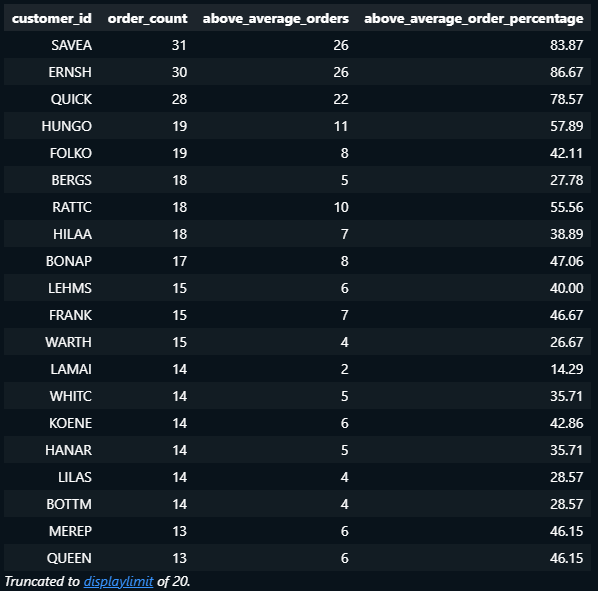 customer_id order_count above_average_orders above_average_order_percentage
SAVEA 31 26 83.87
ERNSH 30 26 86.67
QUICK 28 22 78.57
HUNGO 19 11 57.89
FOLKO 19 8 42.11
BERGS 18 5 27.78
RATTC 18 10 55.56
HILAA 18 7 38.89
BONAP 17 8 47.06
LEHMS 15 6 40.00
FRANK 15 7 46.67
WARTH 15 4 26.67
LAMAI 14 2 14.29
WHITC 14 5 35.71
KOENE 14 6 42.86
HANAR 14 5 35.71
LILAS 14 4 28.57
BOTTM 14 4 28.57
MEREP 13 6 46.15
QUEEN 13 6 46.15
Truncated to displaylimit of 20.